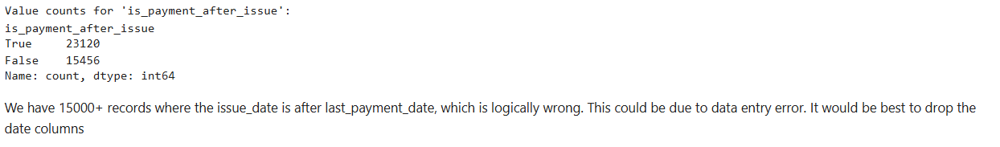 Value counts for 'is_payment_after_issue':
is_payment_after_issue
True     23120
False    15456
Name: count, dtype: int64
We have 15000+ records where the issue_date is after last_payment_date, which is logically wrong. This could be due to data entry error. It would be best to drop the
date columns